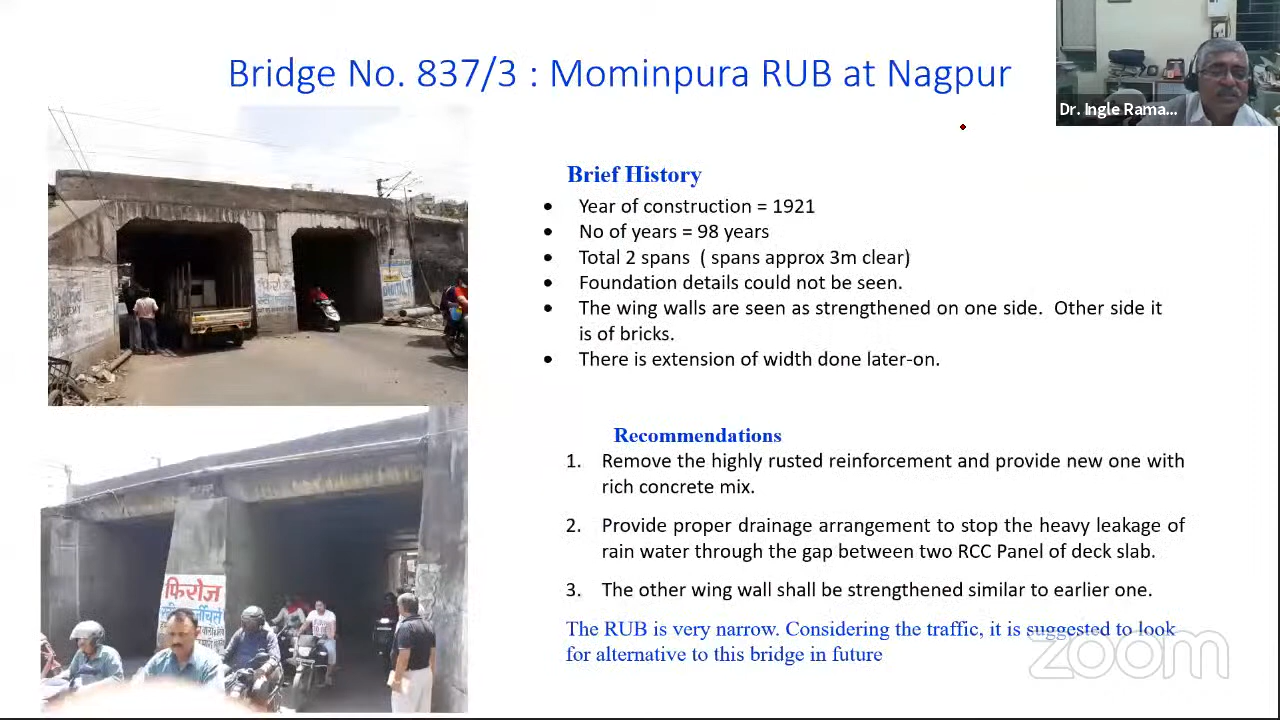 Bridge No. 837/3 : Mominpura RUB at Nagpur
Dr. Ingle Rama...
Brief History
• Year of construction = 1921
• No of years = 98 years
• Total 2 spans ( spans approx 3m clear)
• Foundation details could not be seen.
• The wing walls are seen as strengthened on one side. Other side it
is of bricks.
• There is extension of width done later-on.
Recommendations
1. Remove the highly rusted reinforcement and provide new one with
rich concrete mix.
2. Provide proper drainage arrangement to stop the heavy leakage of
rain water through the gap between two RCC Panel of deck slab.
3. The other wing wall shall be strengthened similar to earlier one.
The RUB is very narrow. Considering the traffic, it is suggested to look
for alternative to this bridge in future
फिरोज
zoom